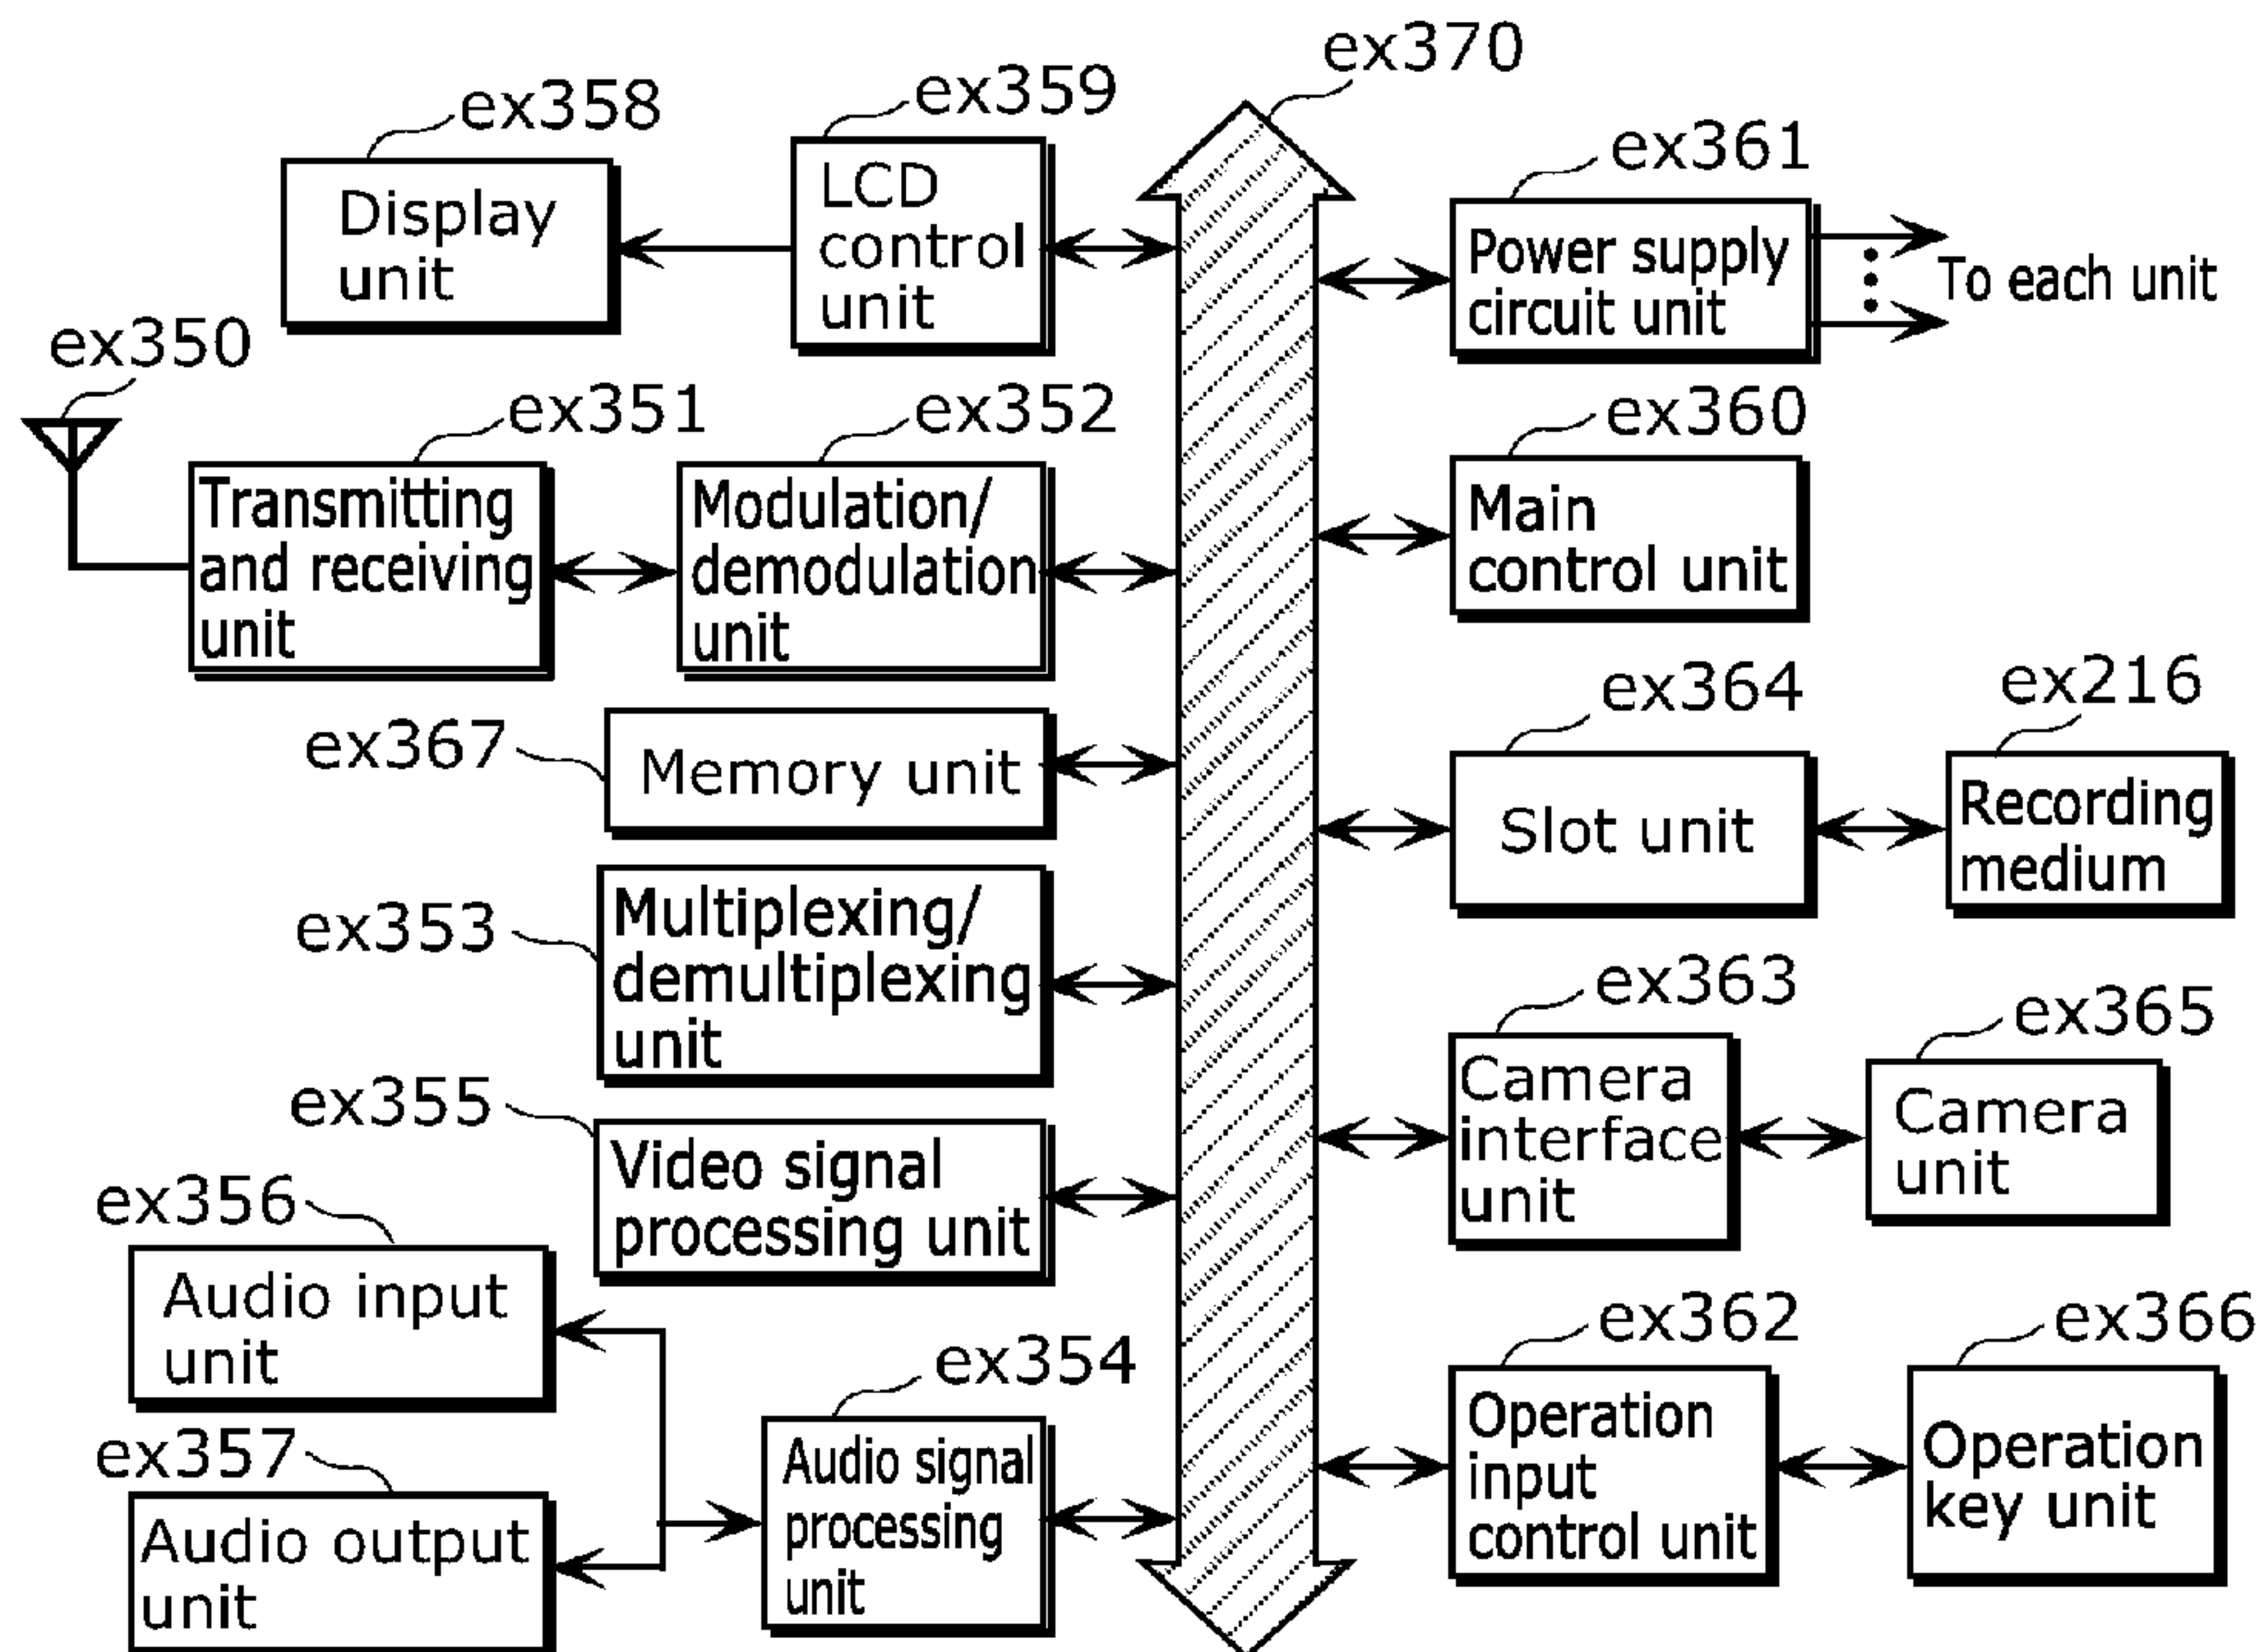 ex370
ex358
ex359
ex361
Display
unit
LCD
control
unit
Power supply
circuit unit
To each unit
ex350
ex351
ex352
ex360
Transmitting
and receiving
unit
Modulation/
demodulation
unit
Main
control unit
ex364
ex216
ex367
Memory unit
Slot unit
Recording
medium
ex353
Multiplexing/
demultiplexing
unit
ex363
ex365
Camera
interface
unit
Camera
unit
ex355
Video signal
processing unit
ex356
Audio input
unit
ex354
ex362
ex366
ex357
Audio output
unit
Audio signal
processing
unit
Operation
input
control unit
Operation
key unit